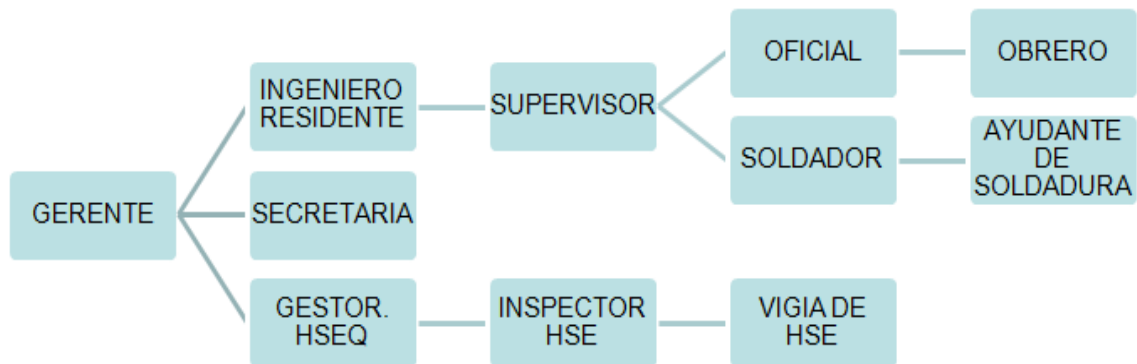 OFICIAL
OBRERO
INGENIERO
RESIDENTE
SUPERVISOR
SOLDADOR
AYUDANTE
DE
SOLDADURA
GERENTE
SECRETARIA
GESTOR.
HSEQ
INSPECTOR
HSE
VIGIA DE
HSE